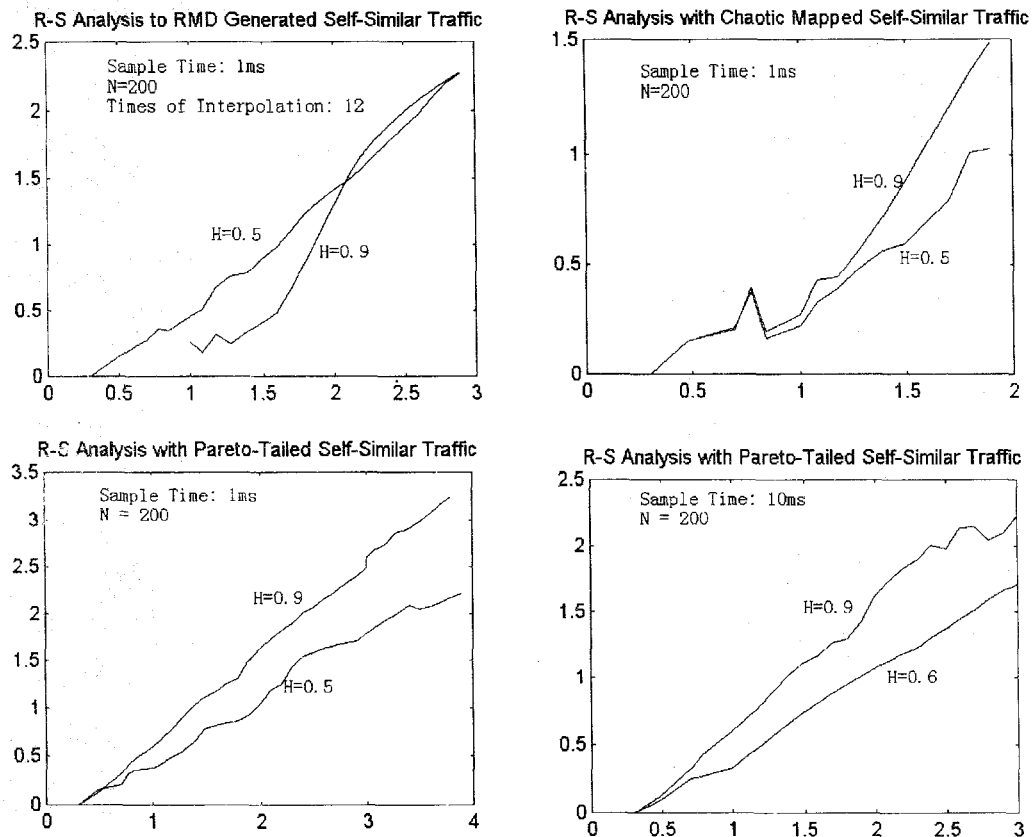 R-S Analysis to RMD Generated Self-Similar Traffic
2.5
2
1.5
1
0.5
0
Sample Time: 1ms
N=200
Times of Interpolation: 12
H=0.5
H=0.9
0 0.5 1 1.5 2 2.5 3
R-S Analysis with Chaotic Mapped Self-Similar Traffic
1.5
1
0.5
0
Sample Time: 1ms
N=200
H=0.9
H=0.5
0 0.5 1 1.5 2
R-S Analysis with Pareto-Tailed Self-Similar Traffic
3.5
3
2.5
2
1.5
1
0.5
0
Sample Time: 1ms
N = 200
H=0.9
H=0.5
0 1 2 3 4
R-S Analysis with Pareto-Tailed Self-Similar Traffic
2.5
2
1.5
1
0.5
0
Sample Time: 10ms
N = 200
H=0.9
H=0.6
0 0.5 1 1.5 2 2.5 3